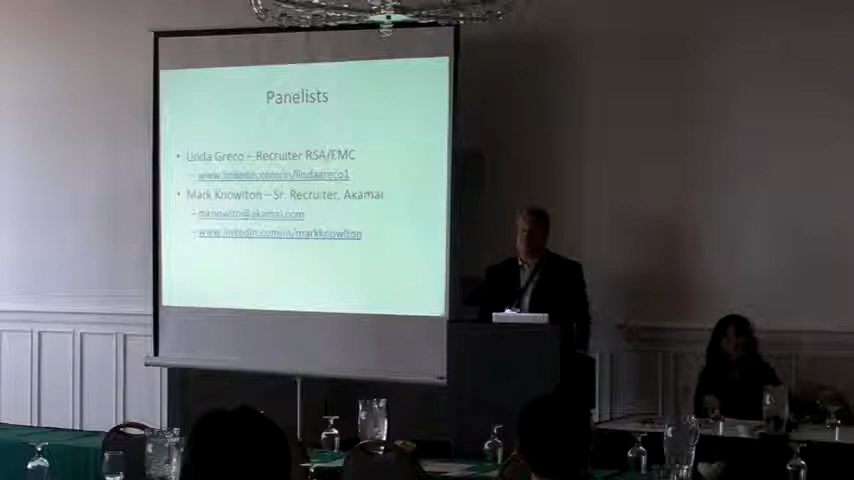 Panelists
• Linda Greco – Recruiter RSA/EMC
– www.linkedin.com/in/lindagreco1
• Mark Knowlton – Sr. Recruiter, Akamai
– mknowlto@akamai.com
– www.linkedin.com/in/markknowlton